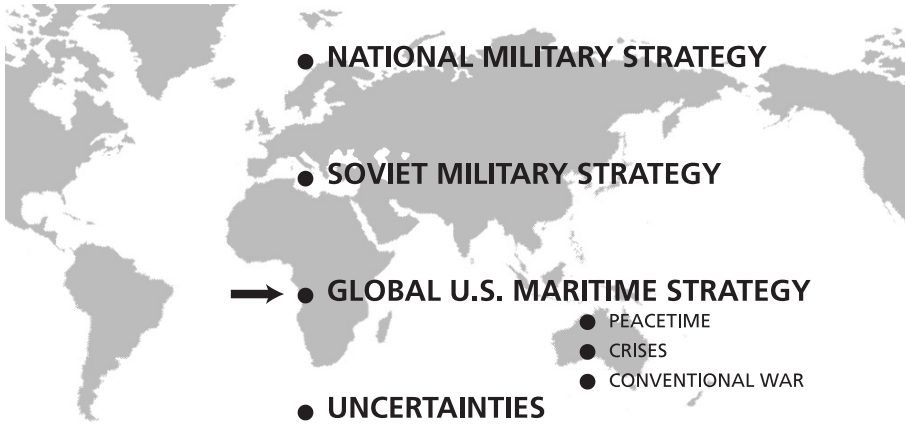 ● NATIONAL MILITARY STRATEGY
● SOVIET MILITARY STRATEGY
● GLOBAL U.S. MARITIME STRATEGY
● PEACETIME
● CRISES
● CONVENTIONAL WAR
● UNCERTAINTIES